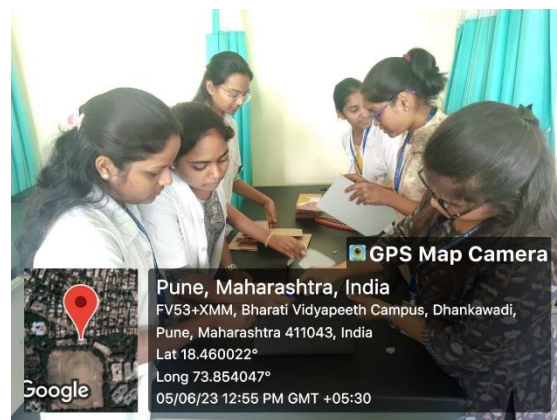 GPS Map Camera
Pune, Maharashtra, India
FV53+XMM, Bharati Vidyapeeth Campus, Dhankawadi,
Pune, Maharashtra 411043, India
Lat 18.460022°
Long 73.854047°
05/06/23 12:55 PM GMT +05:30
Google